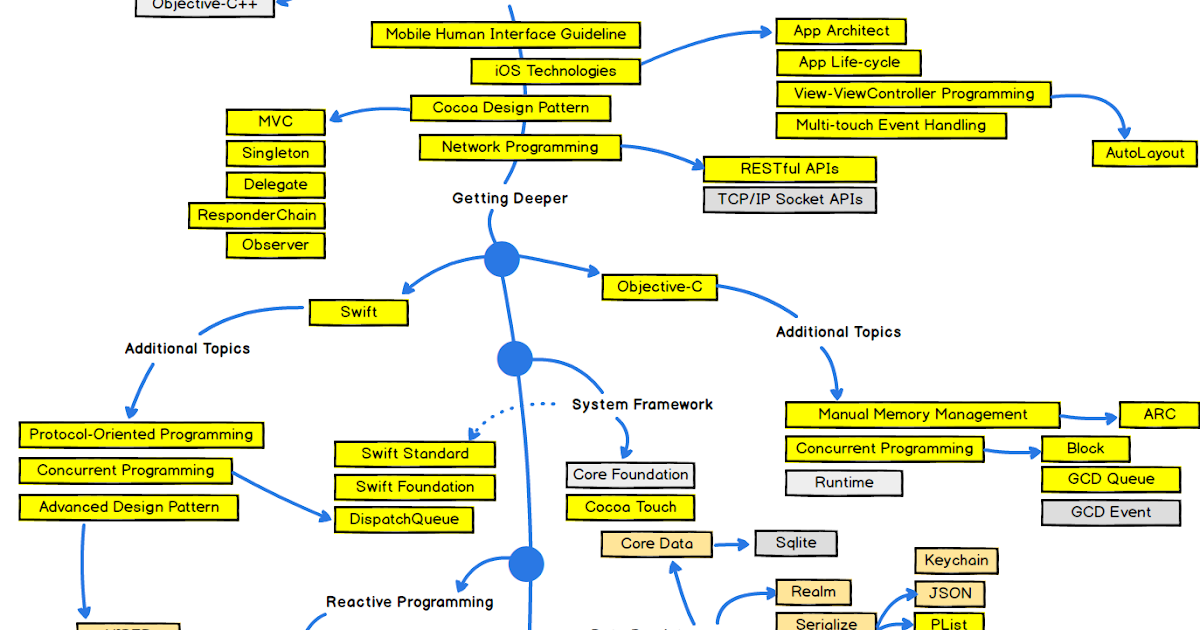 Objective-C++
Mobile Human Interface Guideline
iOS Technologies
Cocoa Design Pattern
Network Programming
App Architect
App Life-cycle
View-ViewController Programming
Multi-touch Event Handling
AutoLayout
MVC
Singleton
Delegate
ResponderChain
Observer
RESTful APIs
TCP/IP Socket APIs
Getting Deeper
Swift
Objective-C
Additional Topics
Additional Topics
Protocol-Oriented Programming
Concurrent Programming
Advanced Design Pattern
System Framework
Swift Standard
Swift Foundation
DispatchQueue
Core Foundation
Cocoa Touch
Manual Memory Management
ARC
Concurrent Programming
Block
Runtime
GCD Queue
GCD Event
Core Data
Sqlite
Reactive Programming
Realm
Serialize
Keychain
JSON
PList